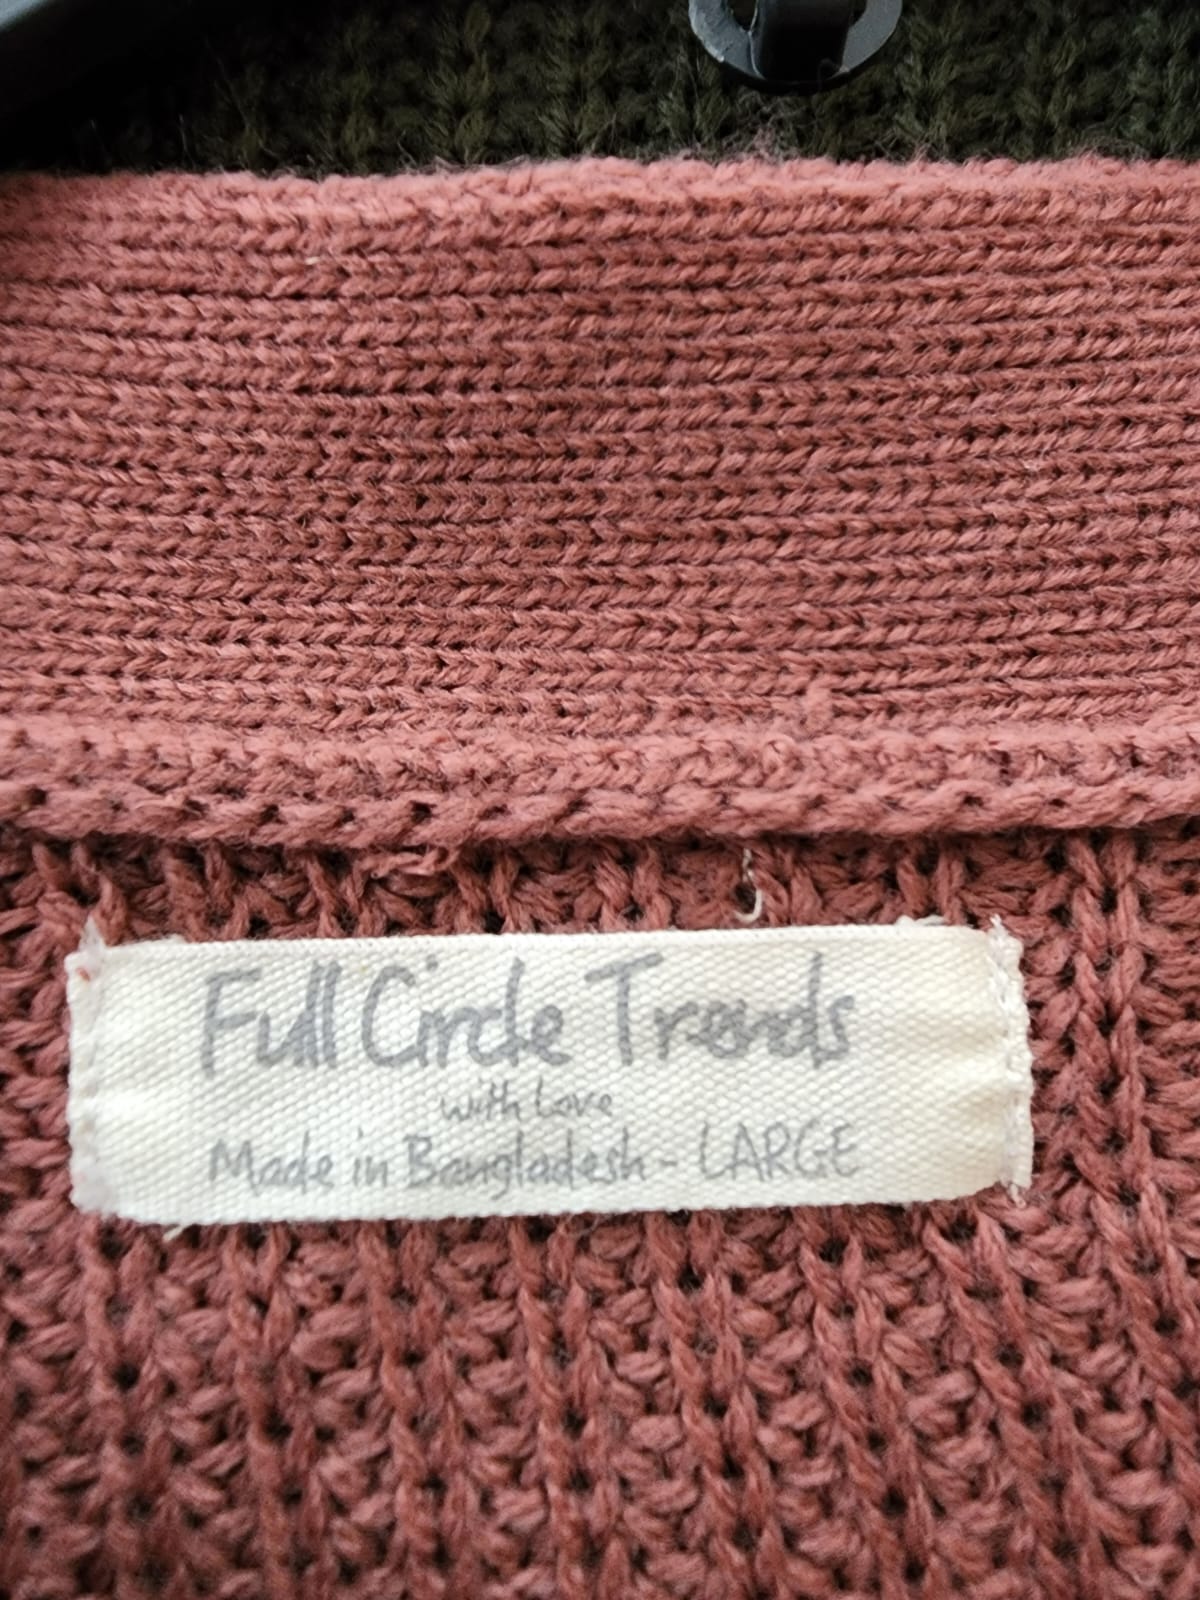 Full Circle Trends
with Love
Made in Bangladesh - LARGE